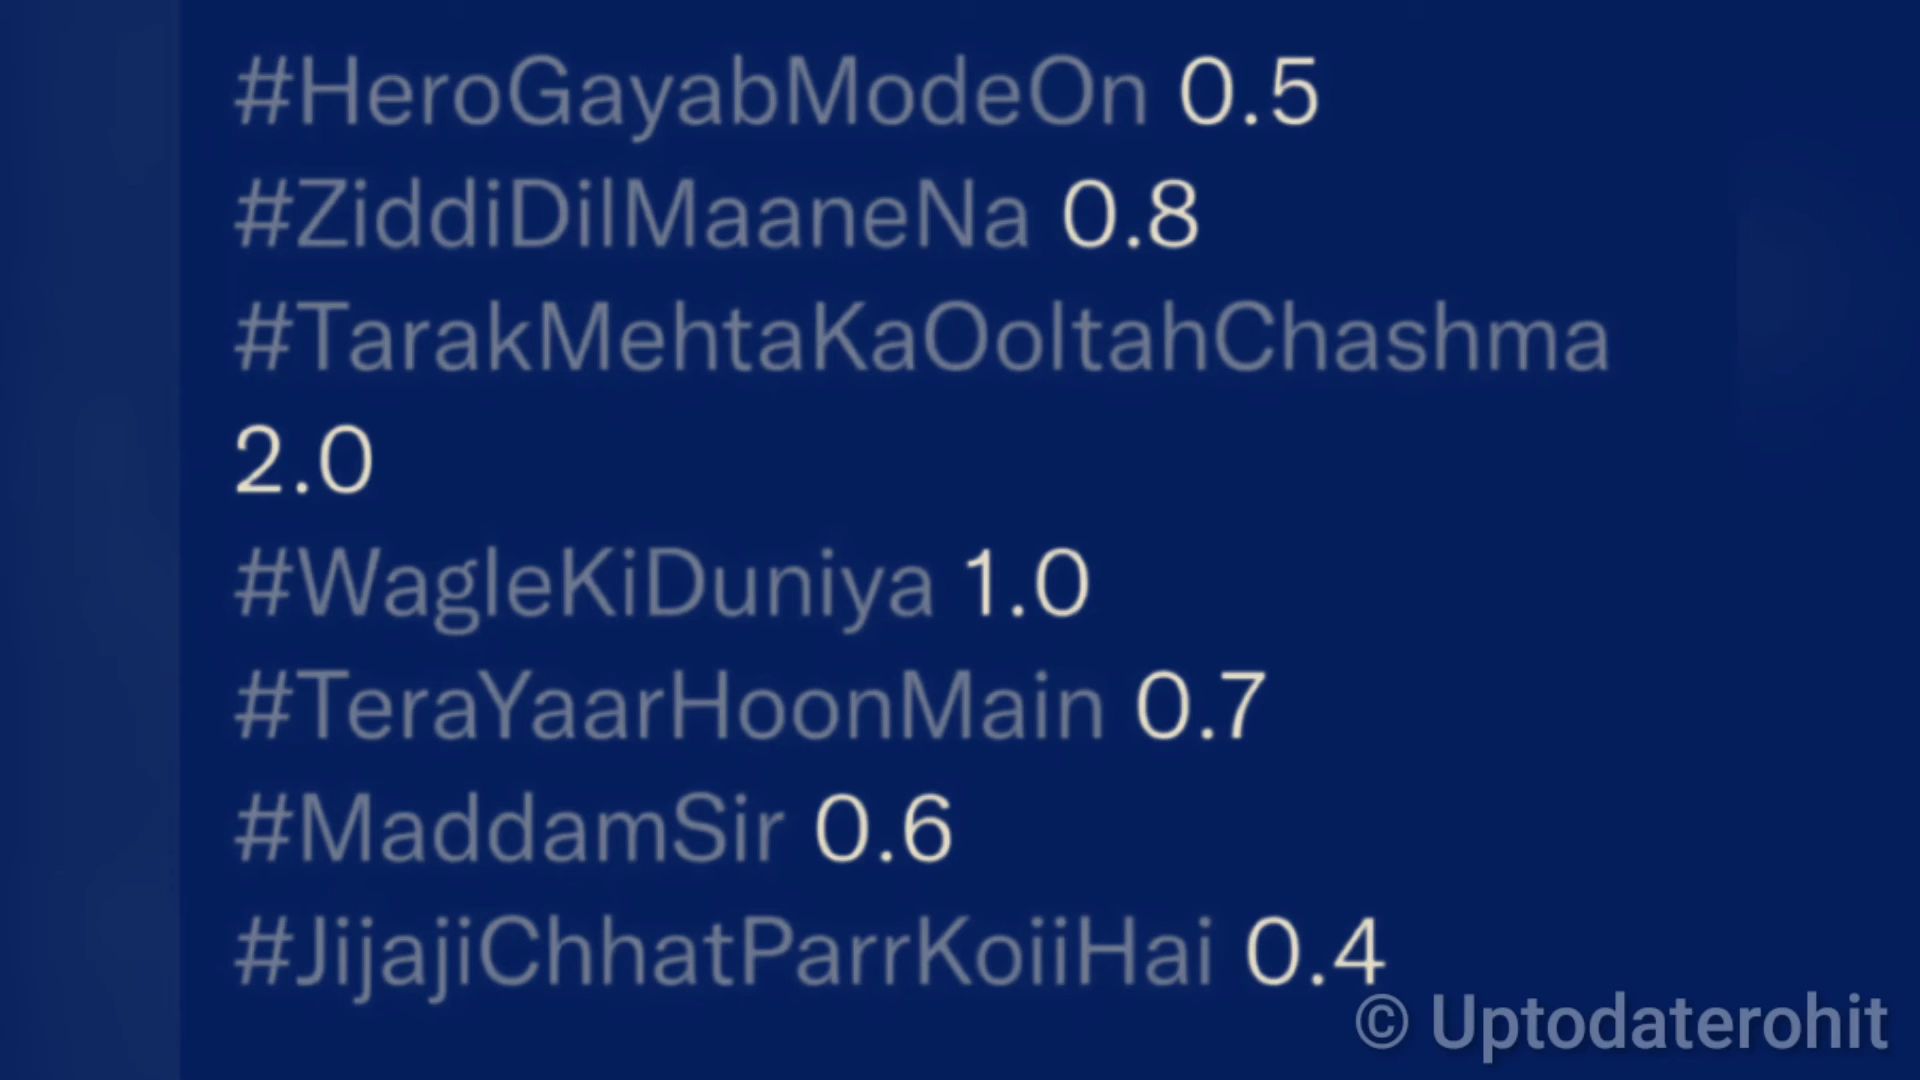 #HeroGayabModeOn 0.5
#ZiddiDilMaaneNa 0.8
#TarakMehtaKaOoltahChashma
2.0
#WagleKiDuniya 1.0
#TeraYaarHoonMain 0.7
#MaddamSir 0.6
#JijajiChhatParrKoiiHai 0.4
© Uptodaterohit